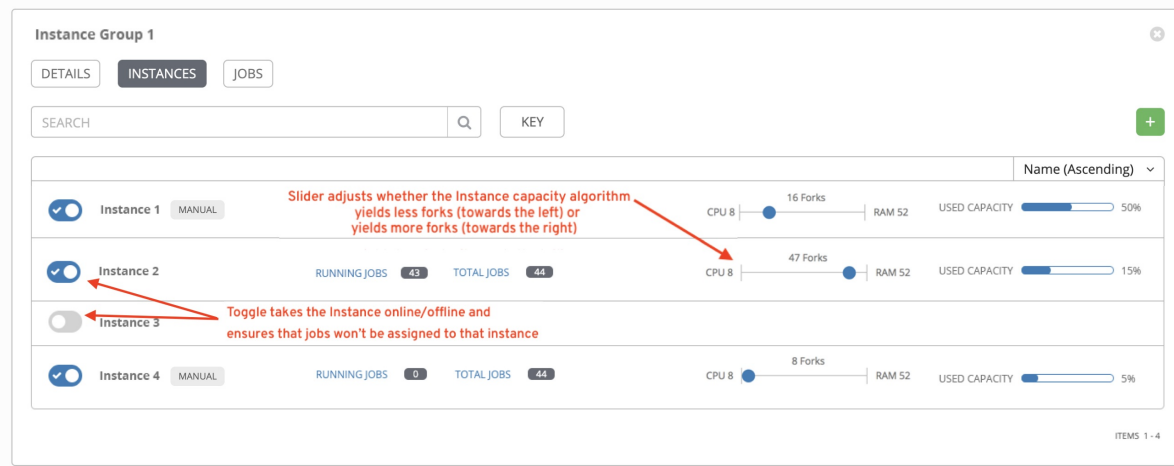 Instance Group 1
DETAILS INSTANCES JOBS
SEARCH KEY +
Name (Ascending)
Slider adjusts whether the Instance capacity algorithm
yields less forks (towards the left) or
yields more forks (towards the right)
Instance 1 MANUAL CPU 8 16 Forks RAM 52 USED CAPACITY 50%
Instance 2 RUNNING JOBS 43 TOTAL JOBS 44 CPU 8 47 Forks RAM 52 USED CAPACITY 15%
Toggle takes the Instance online/offline and
ensures that jobs won't be assigned to that instance
Instance 3
Instance 4 MANUAL RUNNING JOBS 0 TOTAL JOBS 44 CPU 8 8 Forks RAM 52 USED CAPACITY 5%
ITEMS 1 - 4